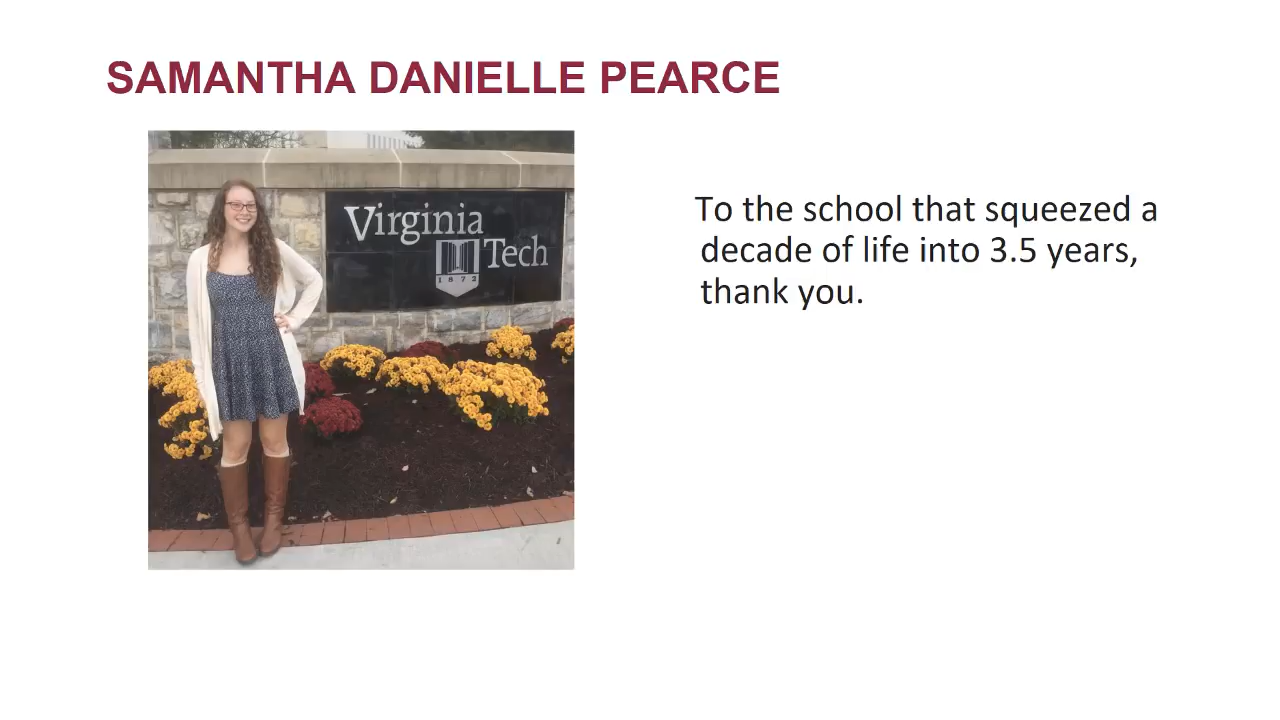 SAMANTHA DANIELLE PEARCE
Virginia
Tech
1872
To the school that squeezed a
decade of life into 3.5 years,
thank you.